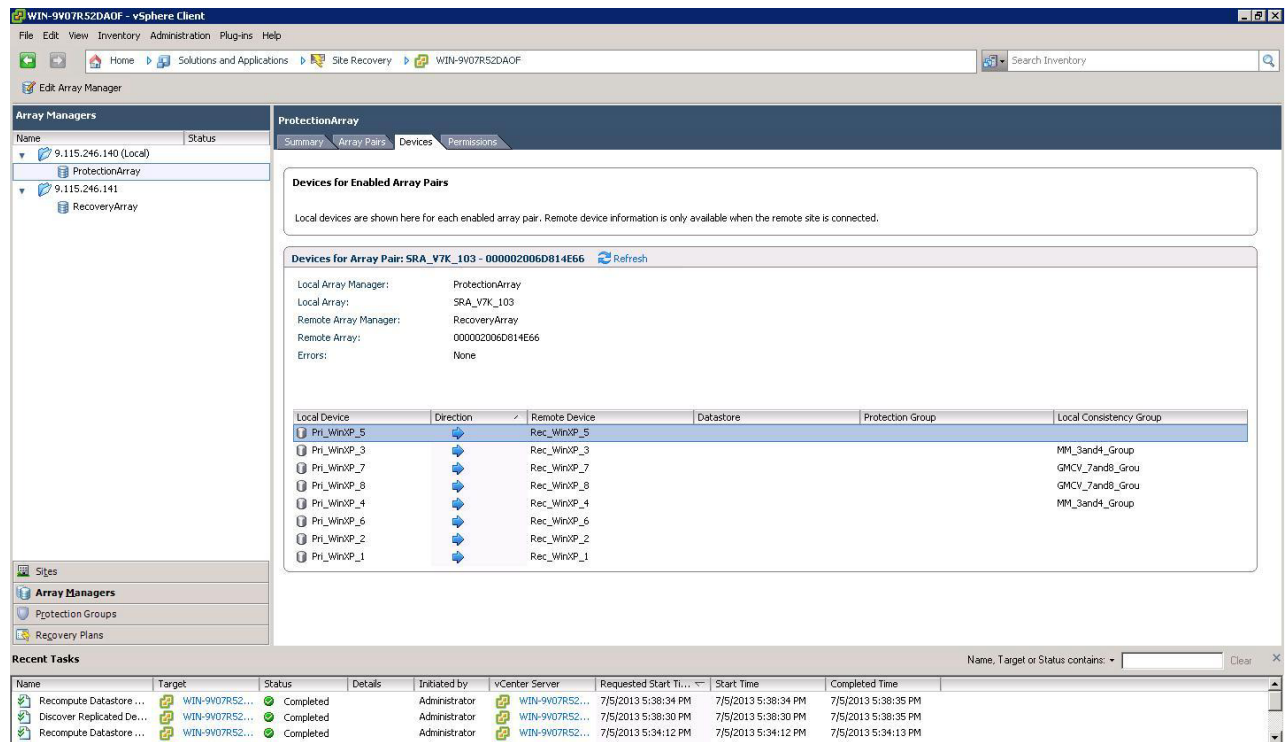 WIN-9V07R52DAOF - vSphere Client
File Edit View Inventory Administration Plug-ins Help
Home Solutions and Applications Site Recovery WIN-9V07R52DAOF Search Inventory
Edit Array Manager
Array Managers
Name Status
9.115.246.140 (Local)
ProtectionArray
9.115.246.141
RecoveryArray
Sites
Array Managers
Protection Groups
Recovery Plans
ProtectionArray
Summary Array Pairs Devices Permissions
Devices for Enabled Array Pairs
Local devices are shown here for each enabled array pair. Remote device information is only available when the remote site is connected.
Devices for Array Pair: SRA_V7K_103 - 000002006D814E66 Refresh
Local Array Manager: ProtectionArray
Local Array: SRA_V7K_103
Remote Array Manager: RecoveryArray
Remote Array: 000002006D814E66
Errors: None
Local Device Direction Remote Device Datastore Protection Group Local Consistency Group
Pri_WinXP_5 Rec_WinXP_5
Pri_WinXP_3 Rec_WinXP_3 MM_3and4_Group
Pri_WinXP_7 Rec_WinXP_7 GMCV_7and8_Grou
Pri_WinXP_8 Rec_WinXP_8 GMCV_7and8_Grou
Pri_WinXP_4 Rec_WinXP_4 MM_3and4_Group
Pri_WinXP_6 Rec_WinXP_6
Pri_WinXP_2 Rec_WinXP_2
Pri_WinXP_1 Rec_WinXP_1
Recent Tasks Name, Target or Status contains: Clear
Name Target Status Details Initiated by vCenter Server Requested Start Ti... Start Time Completed Time
Recompute Datastore ... WIN-9V07R52... Completed Administrator WIN-9V07R52... 7/5/2013 5:38:34 PM 7/5/2013 5:38:34 PM 7/5/2013 5:38:35 PM
Discover Replicated De... WIN-9V07R52... Completed Administrator WIN-9V07R52... 7/5/2013 5:38:30 PM 7/5/2013 5:38:30 PM 7/5/2013 5:38:35 PM
Recompute Datastore ... WIN-9V07R52... Completed Administrator WIN-9V07R52... 7/5/2013 5:34:12 PM 7/5/2013 5:34:12 PM 7/5/2013 5:34:13 PM